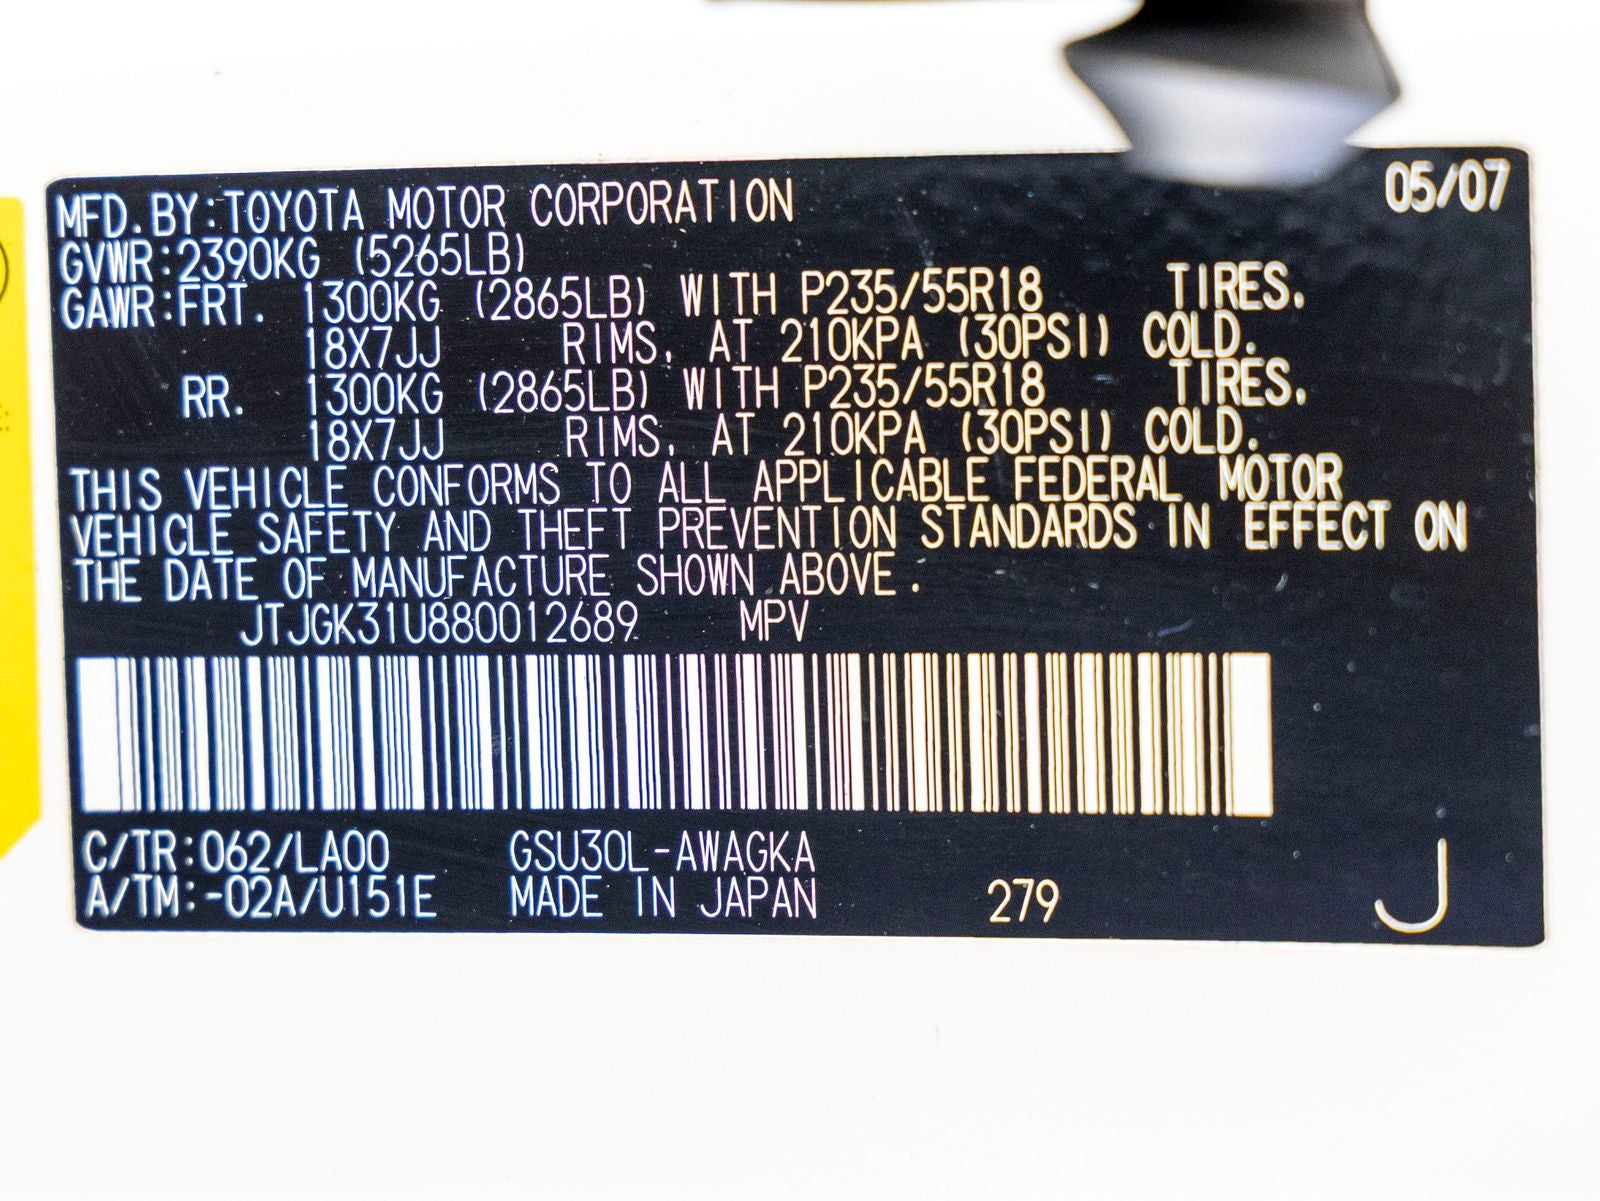 05/07
MFD.BY:TOYOTA MOTOR CORPORATION
GVWR:2390KG (5265LB)
GAWR:FRT. 1300KG (2865LB) WITH P235/55R18 TIRES,
18X7JJ RIMS, AT 210KPA (30PSI) COLD.
RR. 1300KG (2865LB) WITH P235/55R18 TIRES,
18X7JJ RIMS, AT 210KPA (30PSI) COLD.
THIS VEHICLE CONFORMS TO ALL APPLICABLE FEDERAL MOTOR
VEHICLE SAFETY AND THEFT PREVENTION STANDARDS IN EFFECT ON
THE DATE OF MANUFACTURE SHOWN ABOVE.
JTJGK31U880012689 MPV
C/TR:062/LA00 GSU30L-AWAGKA
A/TM:-02A/U151E MADE IN JAPAN 279 J